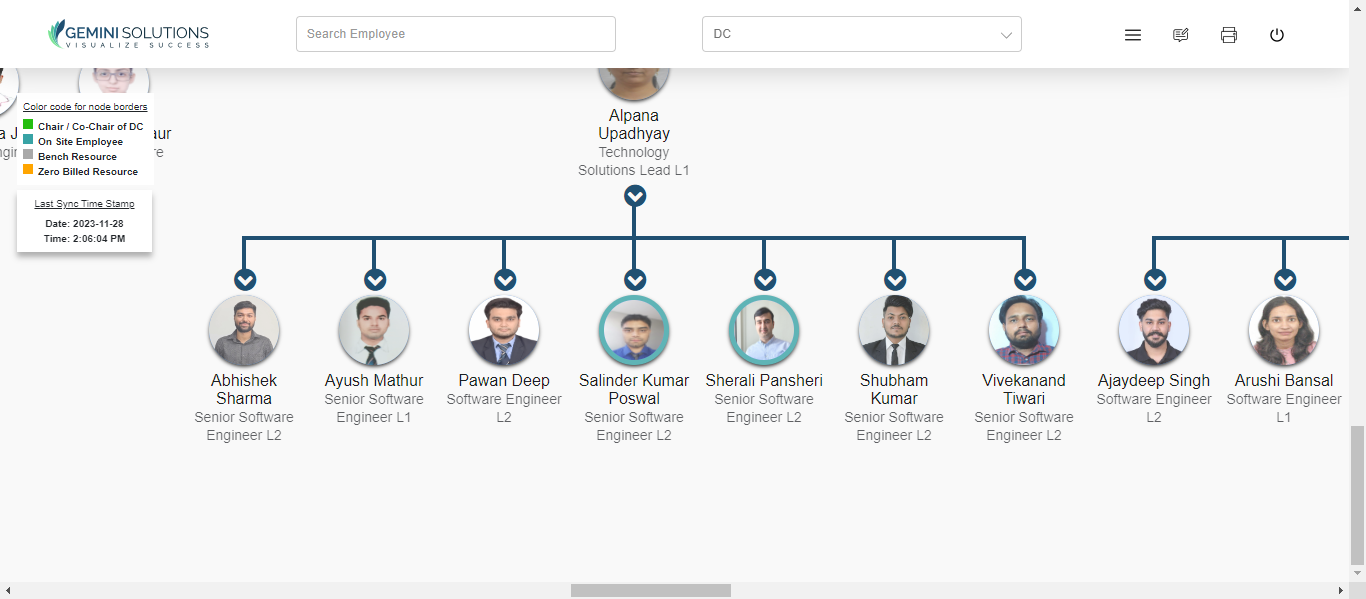 GEMINI SOLUTIONS
VISUALIZE SUCCESS
Search Employee
DC
Color code for node borders
Chair / Co-Chair of DC
On Site Employee
Bench Resource
Zero Billed Resource
Last Sync Time Stamp
Date: 2023-11-28
Time: 2:06:04 PM
Alpana
Upadhyay
Technology
Solutions Lead L1
Abhishek
Sharma
Senior Software
Engineer L2
Ayush Mathur
Senior Software
Engineer L1
Pawan Deep
Software Engineer
L2
Salinder Kumar
Poswal
Senior Software
Engineer L2
Sherali Pansheri
Senior Software
Engineer L2
Shubham
Kumar
Senior Software
Engineer L2
Vivekanand
Tiwari
Senior Software
Engineer L2
Ajaydeep Singh
Software Engineer
L2
Arushi Bansal
Software Engineer
L1